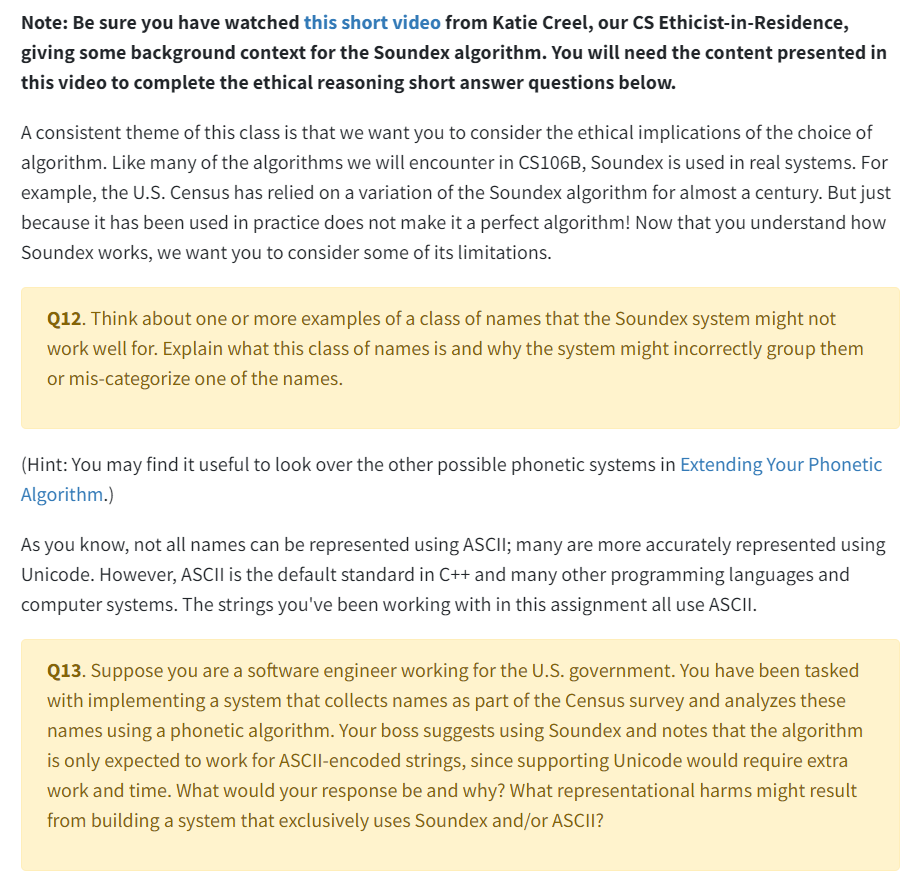 Note: Be sure you have watched this short video from Katie Creel, our CS Ethicist-in-Residence,
giving some background context for the Soundex algorithm. You will need the content presented in
this video to complete the ethical reasoning short answer questions below.
A consistent theme of this class is that we want you to consider the ethical implications of the choice of
algorithm. Like many of the algorithms we will encounter in CS106B, Soundex is used in real systems. For
example, the U.S. Census has relied on a variation of the Soundex algorithm for almost a century. But just
because it has been used in practice does not make it a perfect algorithm! Now that you understand how
Soundex works, we want you to consider some of its limitations.
Q12. Think about one or more examples of a class of names that the Soundex system might not
work well for. Explain what this class of names is and why the system might incorrectly group them
or mis-categorize one of the names.
(Hint: You may find it useful to look over the other possible phonetic systems in Extending Your Phonetic
Algorithm.)
As you know, not all names can be represented using ASCII; many are more accurately represented using
Unicode. However, ASCII is the default standard in C++ and many other programming languages and
computer systems. The strings you've been working with in this assignment all use ASCII.
Q13. Suppose you are a software engineer working for the U.S. government. You have been tasked
with implementing a system that collects names as part of the Census survey and analyzes these
names using a phonetic algorithm. Your boss suggests using Soundex and notes that the algorithm
is only expected to work for ASCII-encoded strings, since supporting Unicode would require extra
work and time. What would your response be and why? What representational harms might result
from building a system that exclusively uses Soundex and/or ASCII?